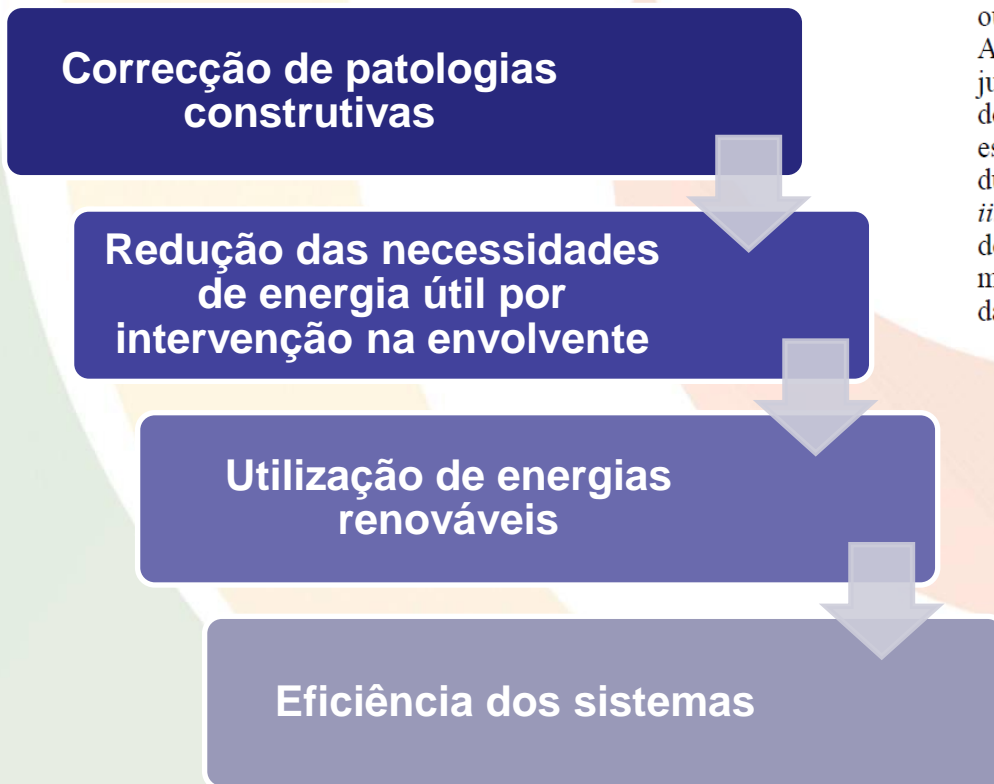 Correcção de patologias
construtivas
Redução das necessidades
de energia útil por
intervenção na envolvente
Utilização de energias
renováveis
Eficiência dos sistemas